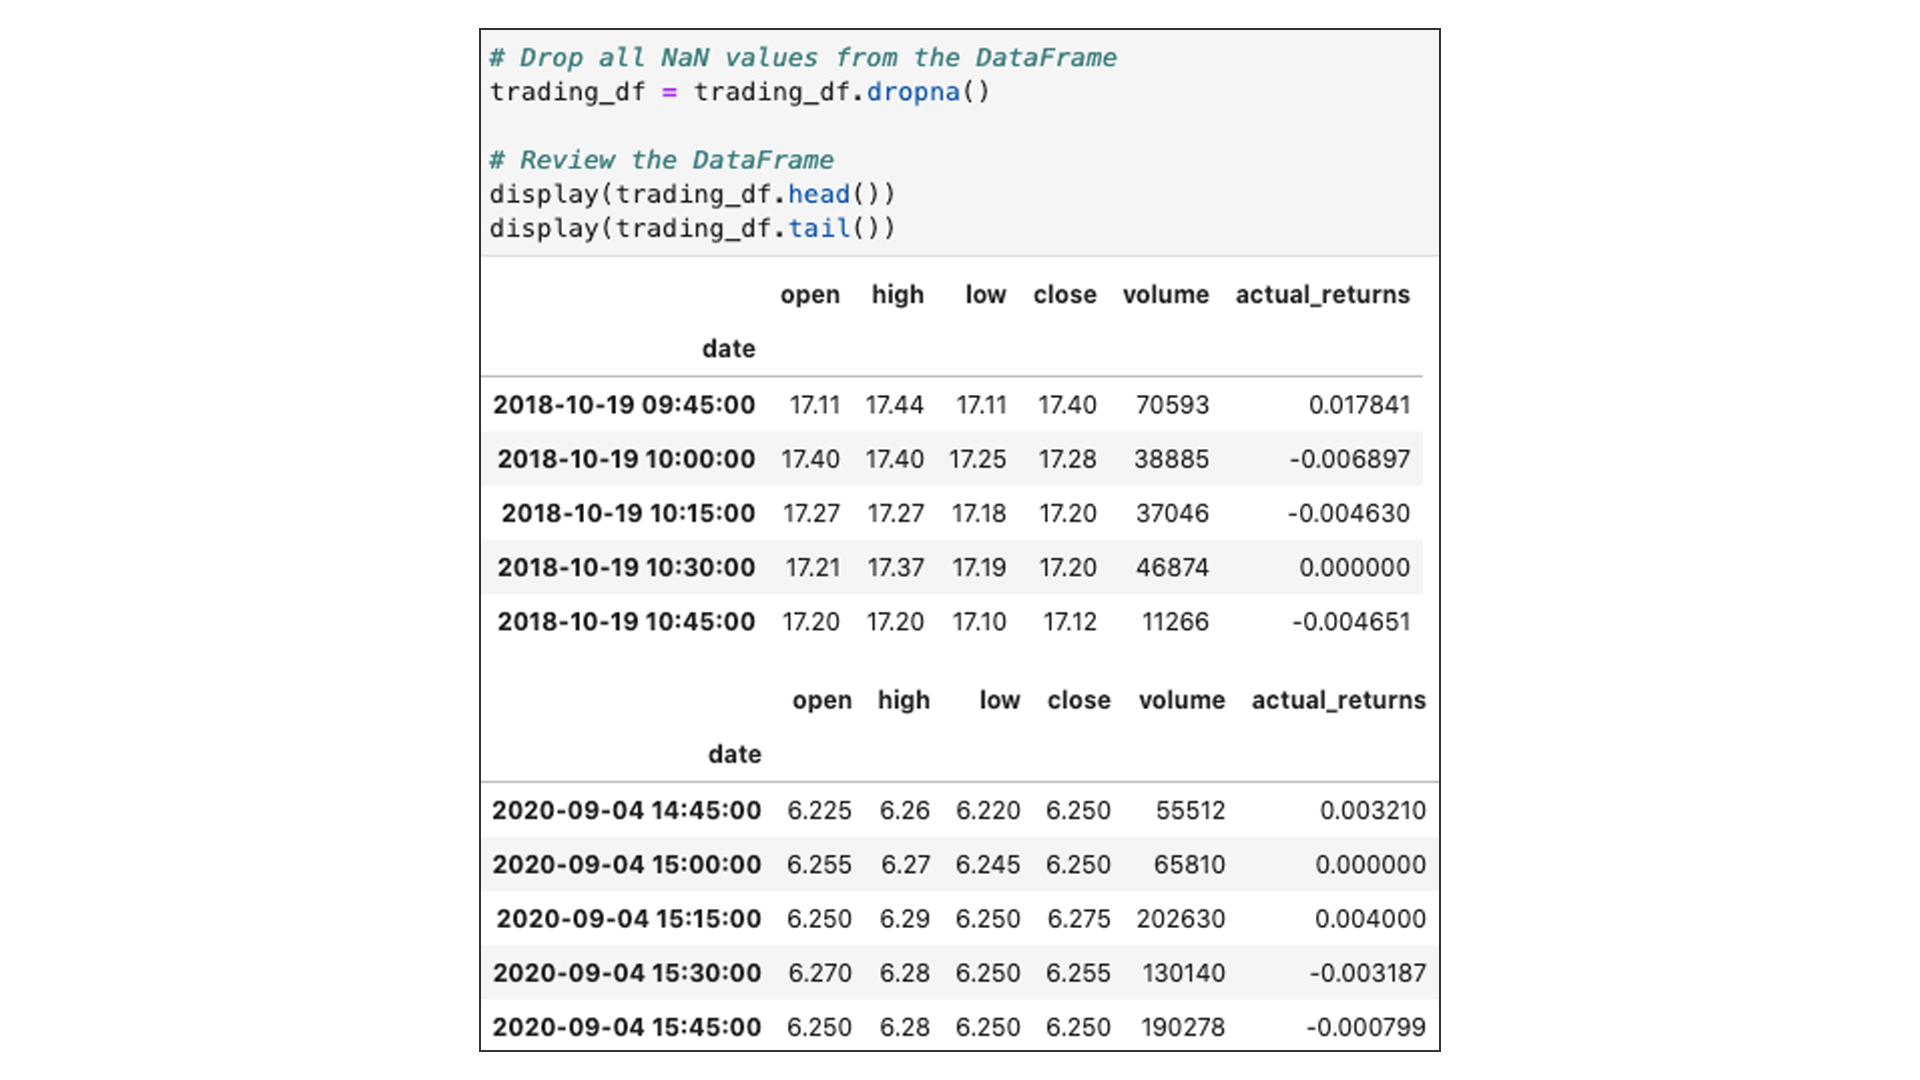 # Drop all NaN values from the DataFrame
trading_df = trading_df.dropna()
# Review the DataFrame
display(trading_df.head())
display(trading_df.tail())
open high low close volume actual_returns
date
2018-10-19 09:45:00 17.11 17.44 17.11 17.40 70593 0.017841
2018-10-19 10:00:00 17.40 17.40 17.25 17.28 38885 -0.006897
2018-10-19 10:15:00 17.27 17.27 17.18 17.20 37046 -0.004630
2018-10-19 10:30:00 17.21 17.37 17.19 17.20 46874 0.000000
2018-10-19 10:45:00 17.20 17.20 17.10 17.12 11266 -0.004651
open high low close volume actual_returns
date
2020-09-04 14:45:00 6.225 6.26 6.220 6.250 55512 0.003210
2020-09-04 15:00:00 6.255 6.27 6.245 6.250 65810 0.000000
2020-09-04 15:15:00 6.250 6.29 6.250 6.275 202630 0.004000
2020-09-04 15:30:00 6.270 6.28 6.250 6.255 130140 -0.003187
2020-09-04 15:45:00 6.250 6.28 6.250 6.250 190278 -0.000799